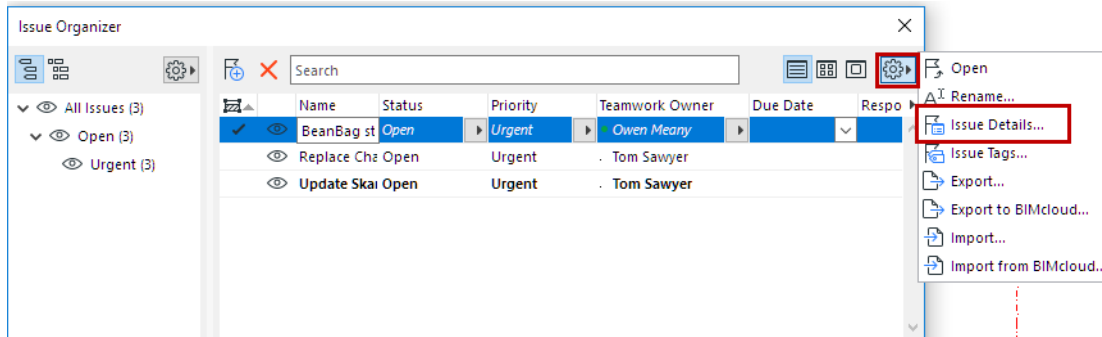 Issue Organizer
Search
All Issues (3)
Open (3)
Urgent (3)
Name Status Priority Teamwork Owner Due Date Respo
BeanBag st Open Urgent Owen Meany
Replace Cha Open Urgent Tom Sawyer
Update Skai Open Urgent Tom Sawyer
Open
Rename...
Issue Details...
Issue Tags...
Export...
Export to BIMcloud...
Import...
Import from BIMcloud..